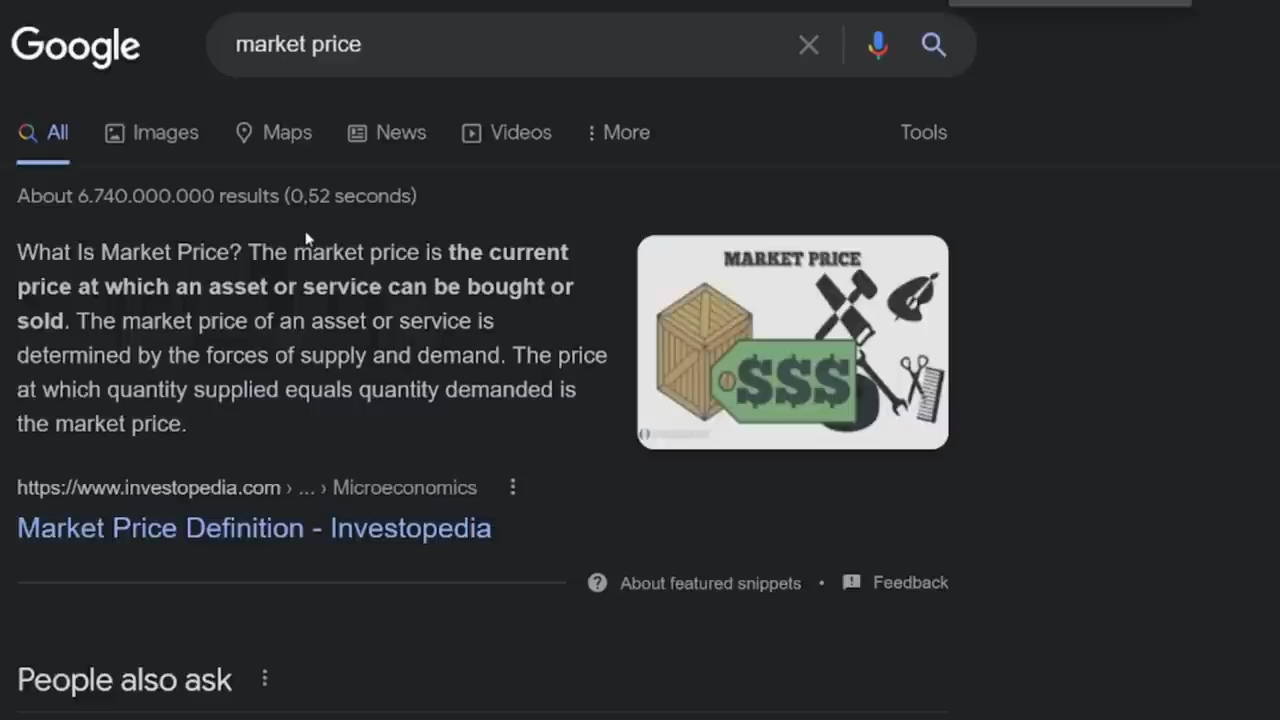 Google
market price
All Images Maps News Videos More Tools
About 6.740.000.000 results (0,52 seconds)
What Is Market Price? The market price is the current
price at which an asset or service can be bought or
sold. The market price of an asset or service is
determined by the forces of supply and demand. The price
at which quantity supplied equals quantity demanded is
the market price.
MARKET PRICE
$$$
https://www.investopedia.com › ... › Microeconomics
Market Price Definition - Investopedia
About featured snippets • Feedback
People also ask